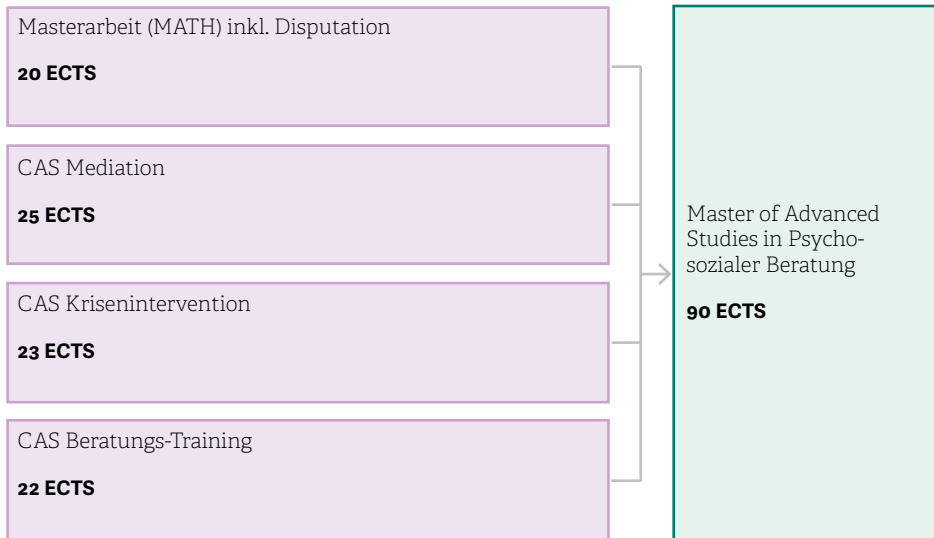 Masterarbeit (MATH) inkl. Disputation
20 ECTS
CAS Mediation
25 ECTS
CAS Krisenintervention
23 ECTS
CAS Beratungs-Training
22 ECTS
Master of Advanced
Studies in Psycho-
sozialer Beratung
90 ECTS